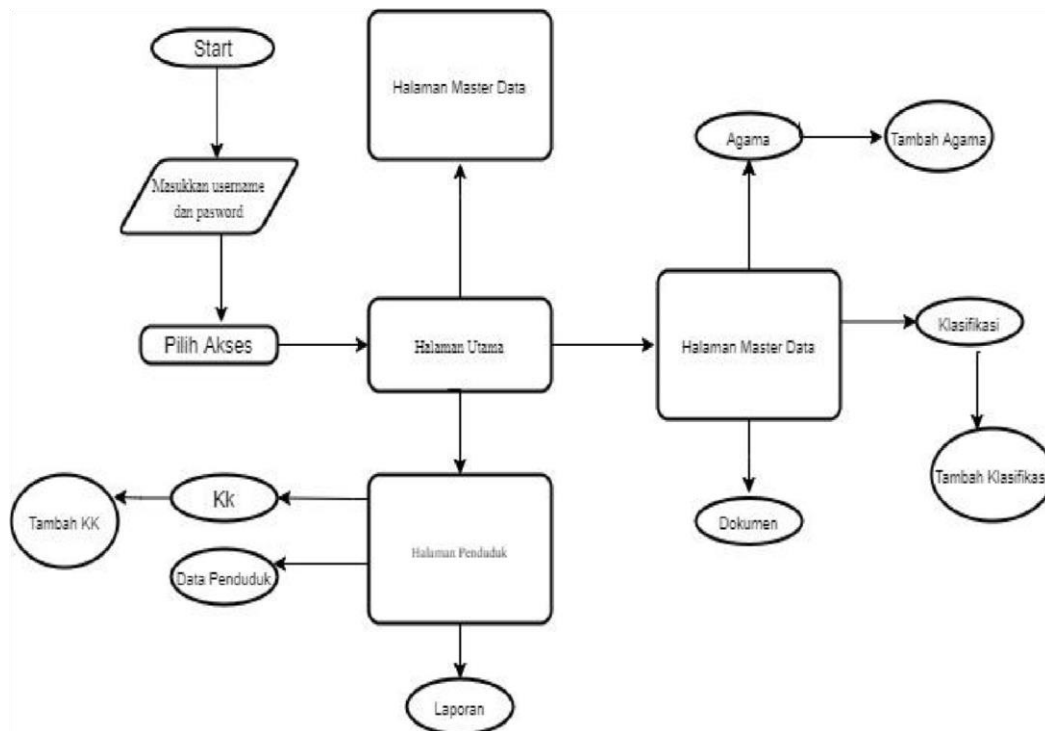 Start
Halaman Master Data
Agama
Tambah Agama
Masukkan username
dan pasword
Pilih Akses
Halaman Utama
Halaman Master Data
Klasifikasi
Tambah Klasifikasi
Kk
Tambah KK
Data Penduduk
Halaman Penduduk
Dokumen
Laporan